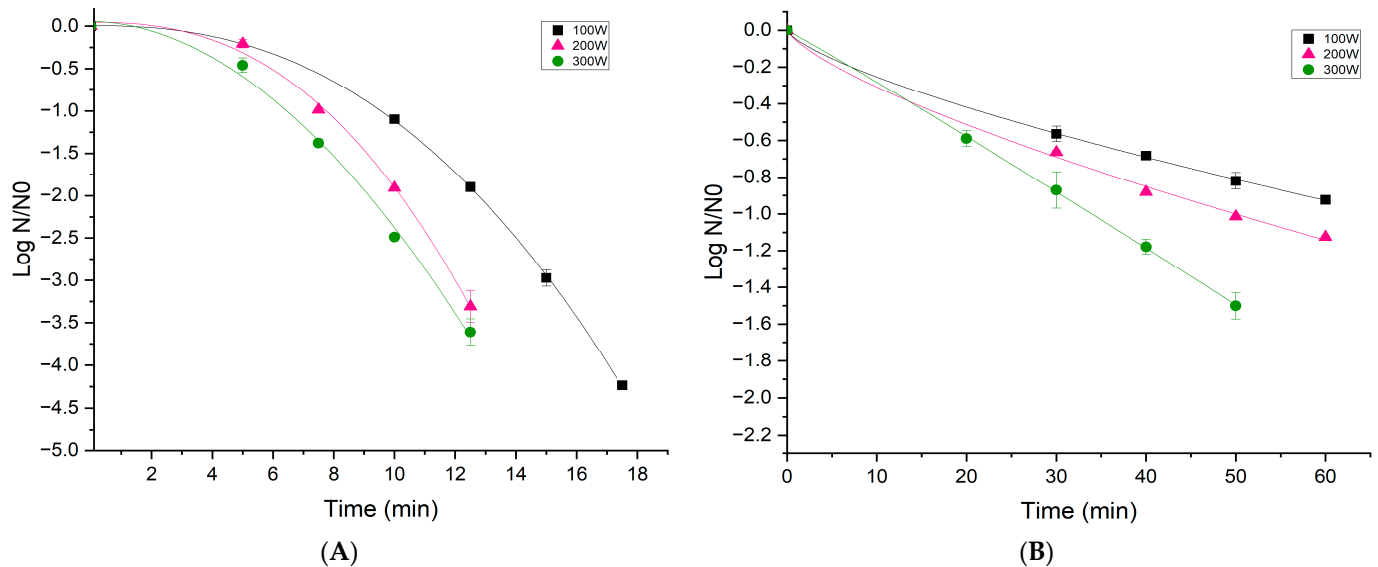 0.0
−0.5
−1.0
−1.5
−2.0
−2.5
−3.0
−3.5
−4.0
−4.5
−5.0
Log N/N0
2 4 6 8 10 12 14 16 18
Time (min)
100W
200W
300W
(A)
0.0
−0.2
−0.4
−0.6
−0.8
−1.0
−1.2
−1.4
−1.6
−1.8
−2.0
−2.2
Log N/N0
0 10 20 30 40 50 60
Time (min)
100W
200W
300W
(B)